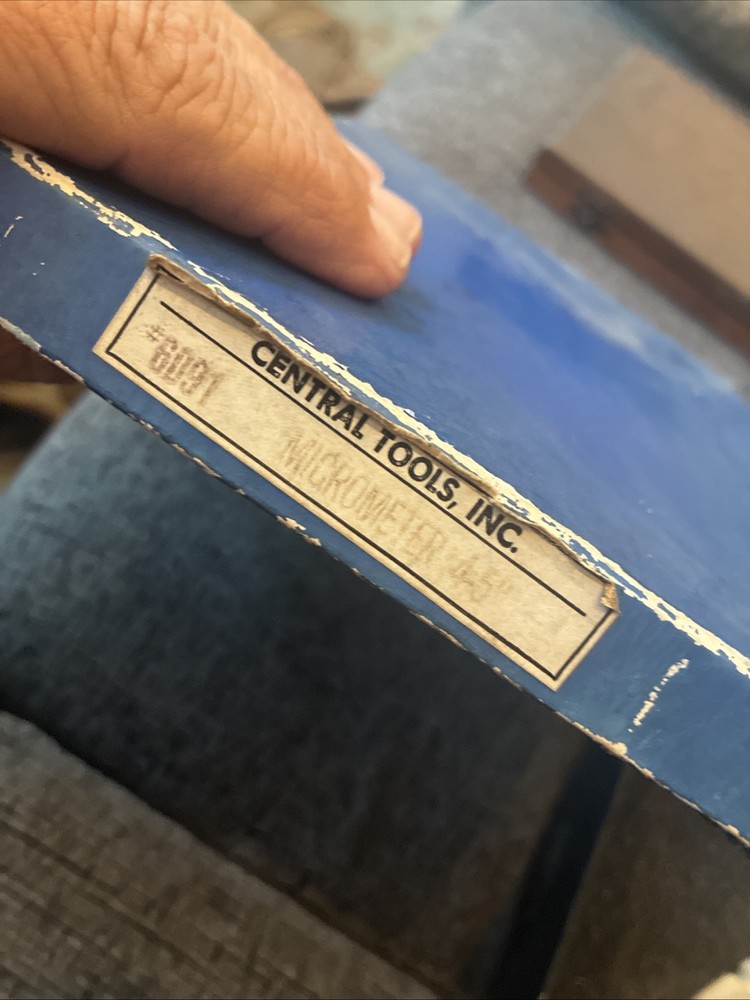 CENTRAL TOOLS, INC.
#6091
MICROMETER 4-5"